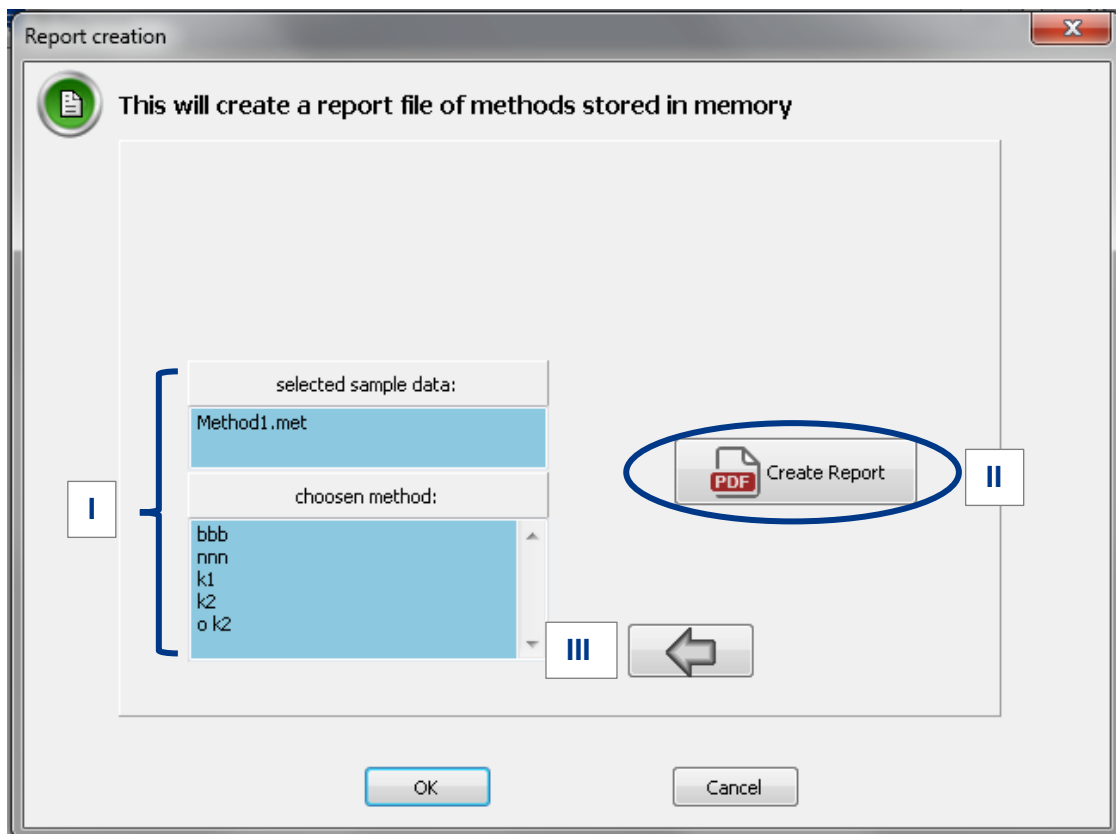 Report creation
X
This will create a report file of methods stored in memory
selected sample data:
Method1.met
choosen method:
bbb
nnn
k1
k2
o k2
I
PDF Create Report
II
III
OK
Cancel